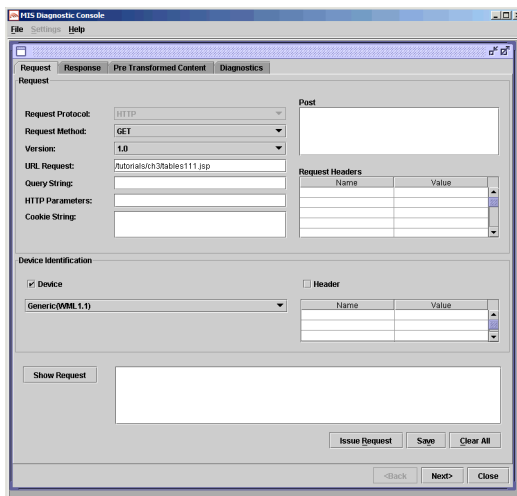 MIS Diagnostic Console
File Settings Help
Request Response Pre Transformed Content Diagnostics
Request
Request Protocol: HTTP
Request Method: GET
Version: 1.0
URL Request: /tutorials/ch3/tables111.jsp
Query String:
HTTP Parameters:
Cookie String:
Post
Request Headers
Name Value
Device Identification
Device
Generic(WML1.1)
Header
Name Value
Show Request
Issue Request Save Clear All
<Back Next> Close